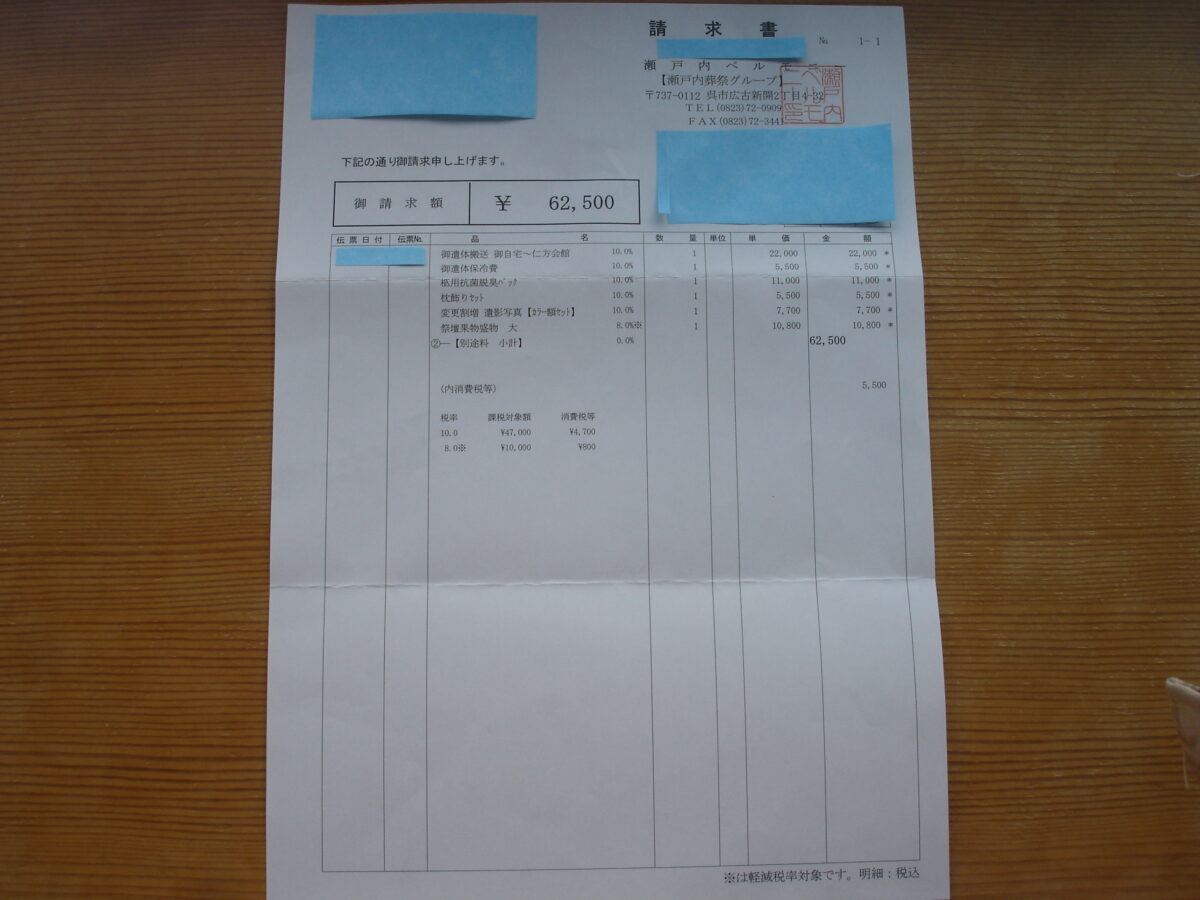 請求書
№ 1-1
瀬戸内ベルモニー
【瀬戸内葬祭グループ】
〒737-0112 呉市広古新開2丁目4-32
TEL(0823)72-0909
FAX(0823)72-3441
下記の通り御請求申し上げます。
御請求額 ¥ 62,500
伝票日付 伝票№ 品名 数量 単位 単価 金額
御遺体搬送 御自宅～仁方会館 10.0% 1 22,000 22,000 *
御遺体保冷費 10.0% 1 5,500 5,500 *
柩用抗菌脱臭ﾊﾟｯｸ 10.0% 1 11,000 11,000 *
枕飾りｾｯﾄ 10.0% 1 5,500 5,500 *
変更割増 遺影写真【ｶﾗｰ額ｾｯﾄ】 10.0% 1 7,700 7,700 *
祭壇果物盛物 大 8.0%※ 1 10,800 10,800 *
②―【別途料 小計】 0.0% 62,500
(内消費税等) 5,500
税率 課税対象額 消費税等
10.0 ¥47,000 ¥4,700
8.0※ ¥10,000 ¥800
※は軽減税率対象です。明細：税込